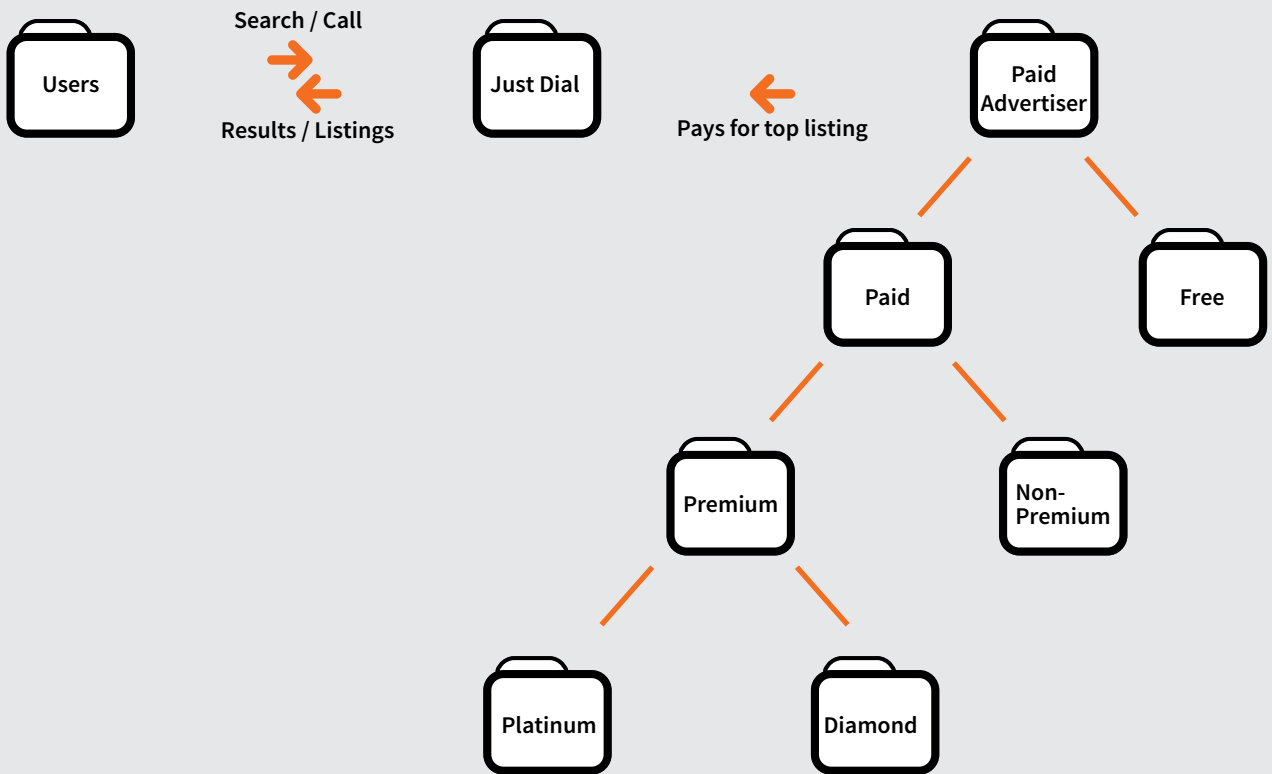 Search / Call
Users
Just Dial
Paid
Advertiser
Results / Listings
Pays for top listing
Paid
Free
Premium
Non-
Premium
Platinum
Diamond